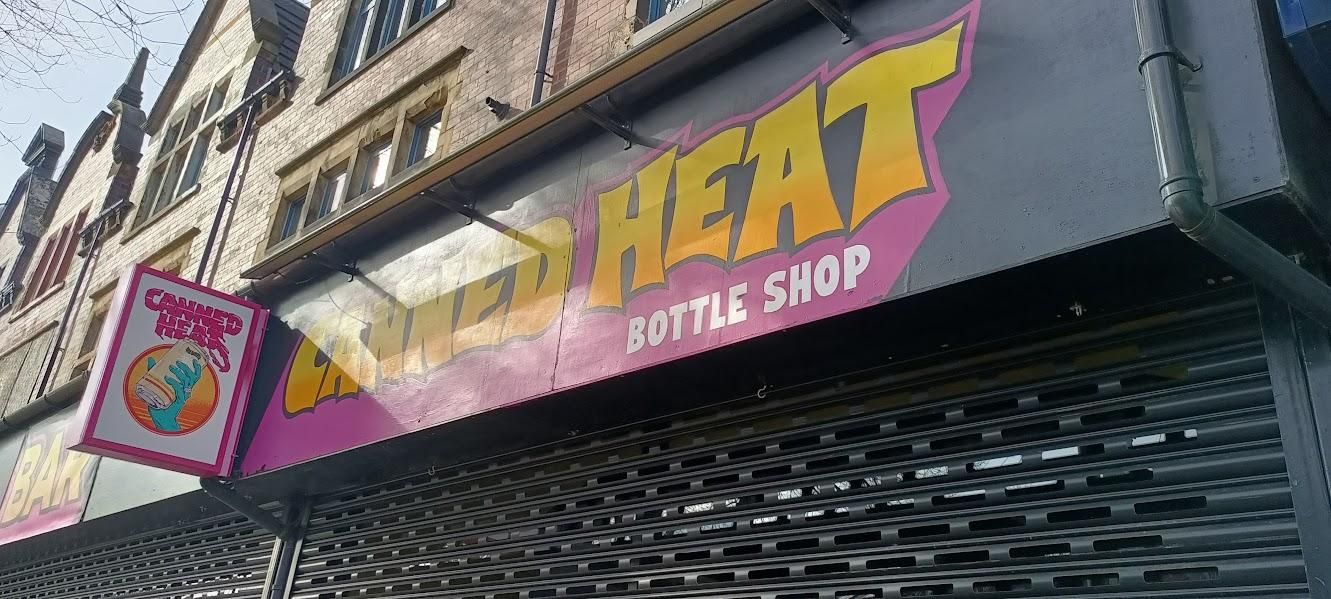 CANNED HEAT
BOTTLE SHOP
CANNED
HEAT
BAR